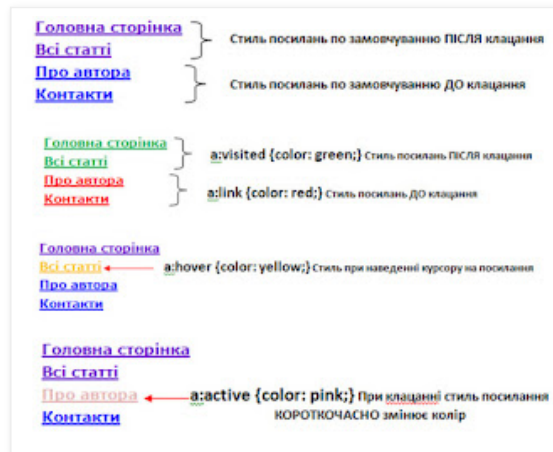 Головна сторінка
Всі статті
Стиль посилань по замовчуванню ПІСЛЯ клацання
Про автора
Контакти
Стиль посилань по замовчуванню ДО клацання
Головна сторінка
Всі статті
a:visited {color: green;} Стиль посилань ПІСЛЯ клацання
Про автора
Контакти
a:link {color: red;} Стиль посилань ДО клацання
Головна сторінка
Всі статті a:hover {color: yellow;} Стиль при наведенні курсору на посилання
Про автора
Контакти
Головна сторінка
Всі статті
Про автора a:active {color: pink;} При клацанні стиль посилання
Контакти КОРОТКОЧАСНО змінює колір